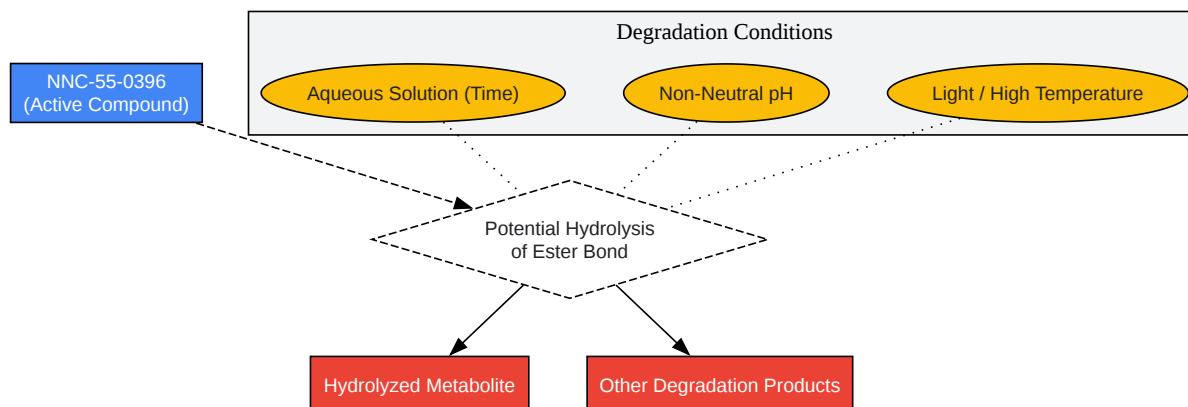 Degradation Conditions
NNC-55-0396
(Active Compound)
Aqueous Solution (Time)
Non-Neutral pH
Light / High Temperature
Potential Hydrolysis
of Ester Bond
Hydrolyzed Metabolite
Other Degradation Products